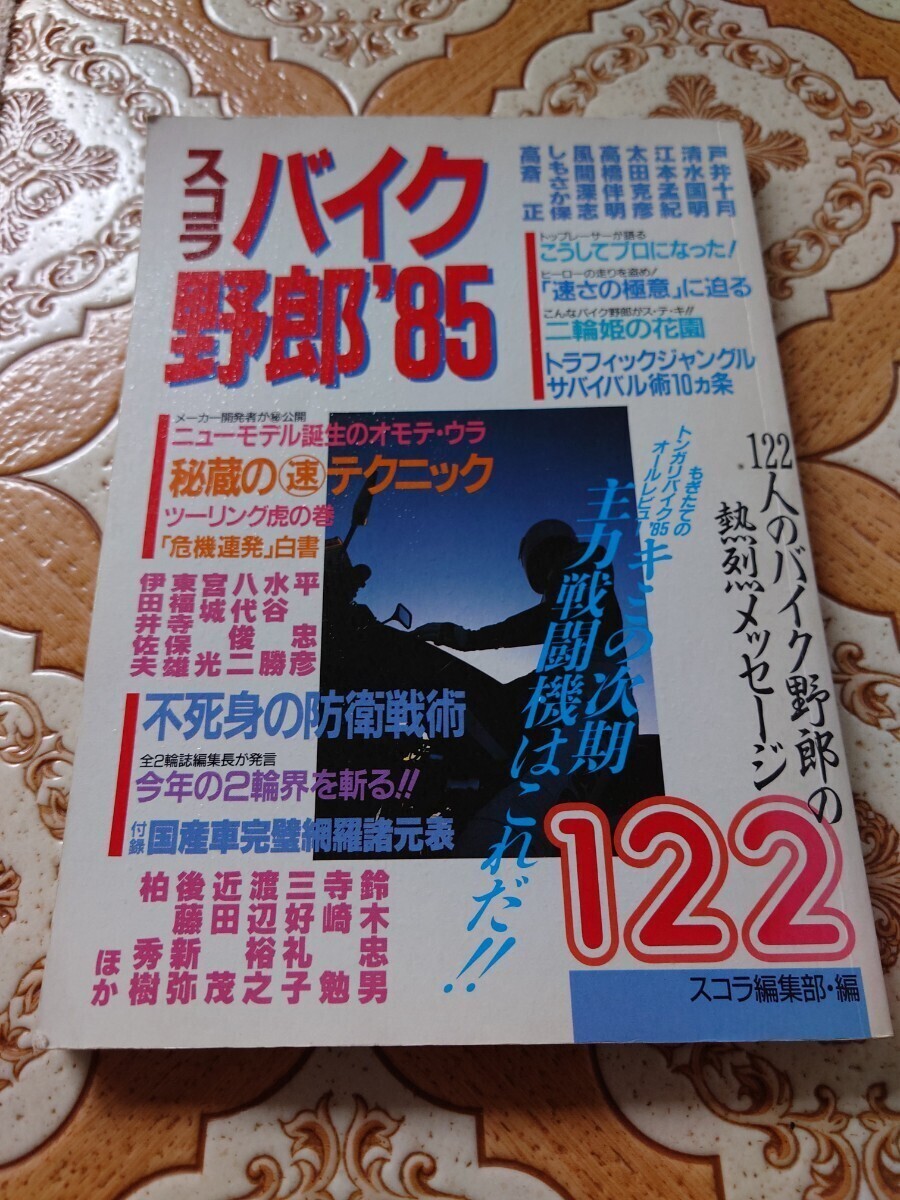 スコラ
バイク
野郎'85
戸井十月
清水国明
江本孟紀
太田克彦
高橋伴明
風間深志
しもさか保
高斎正
トップレーサーが語る
こうしてプロになった!
ヒーローの走りを盗め!
「速さの極意」に迫る
こんなバイク野郎がス・テ・キ!!
二輪姫の花園
トラフィックジャングル
サバイバル術10ヵ条
メーカー開発者が㊙公開
ニューモデル誕生のオモテ・ウラ
秘蔵の速テクニック
ツーリング虎の巻
「危機連発」白書
平忠彦
水谷勝
八代俊二
宮城光
東福寺保雄
伊田井佐夫
122人のバイク野郎の
熱烈メッセージ
もぎたての
トンガリバイク'85
オールレビュー
キミの次期
主力戦闘機はこれだ!!
不死身の防衛戦術
全2輪誌編集長が発言
今年の2輪界を斬る!!
付録 国産車完璧網羅諸元表
鈴木忠男
寺崎勉
三好礼子
渡辺裕之
近田茂
後藤新弥
柏秀樹
ほか
122
スコラ編集部・編